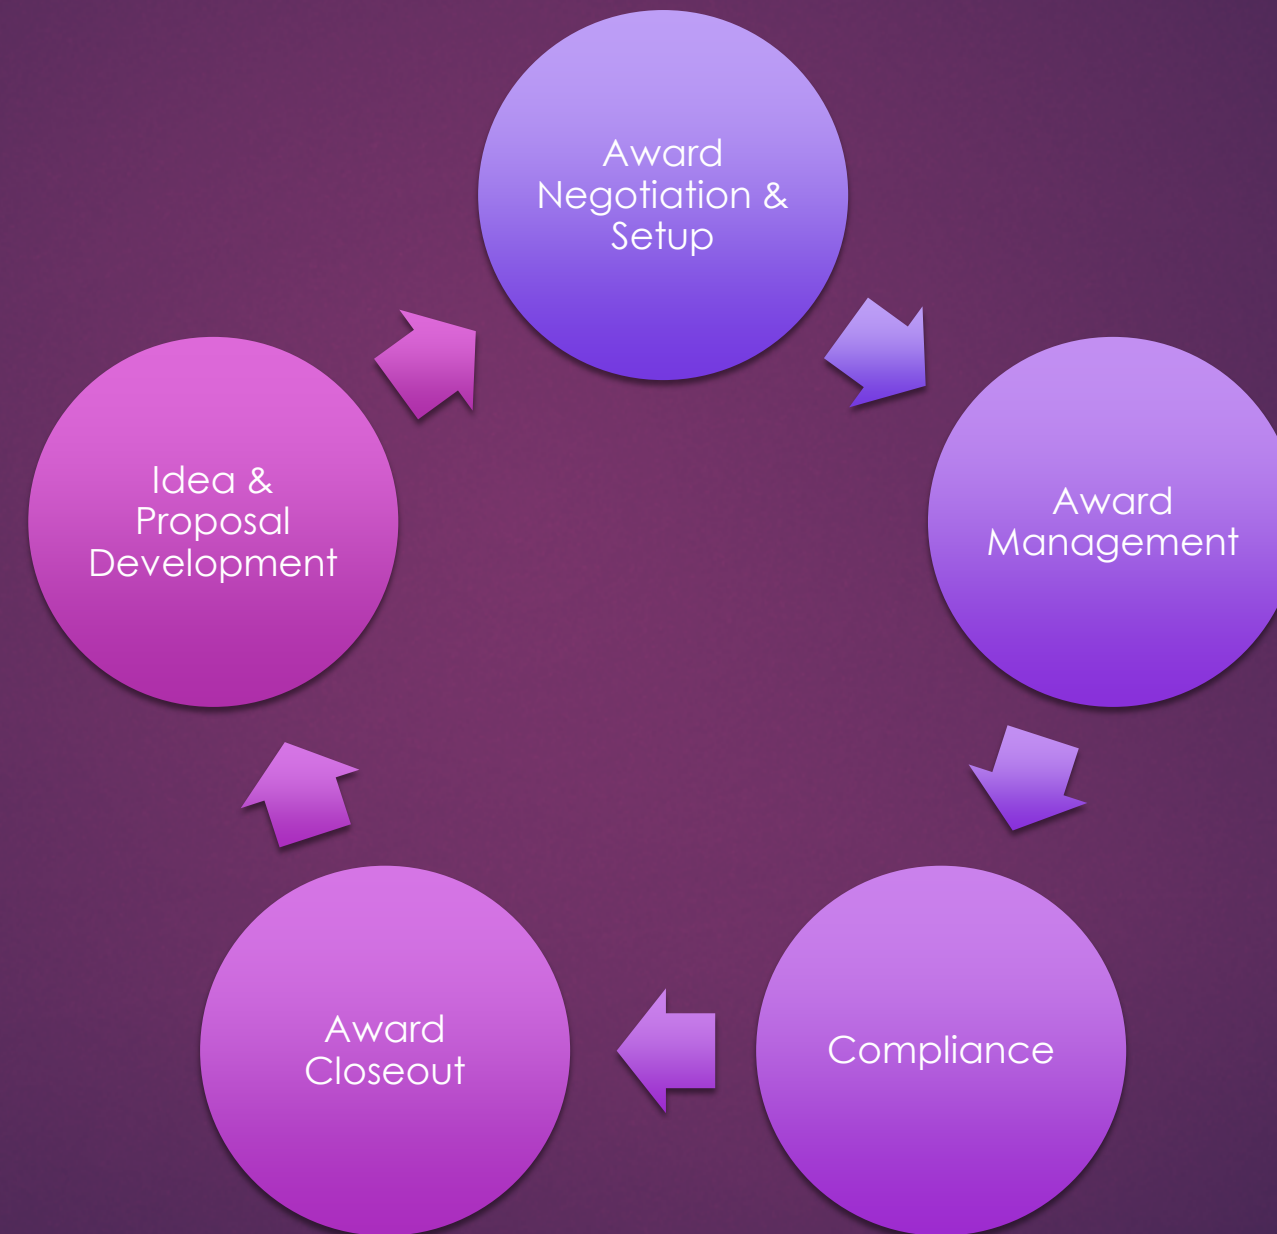 Award
Negotiation &
Setup
Award
Management
Compliance
Award
Closeout
Idea &
Proposal
Development